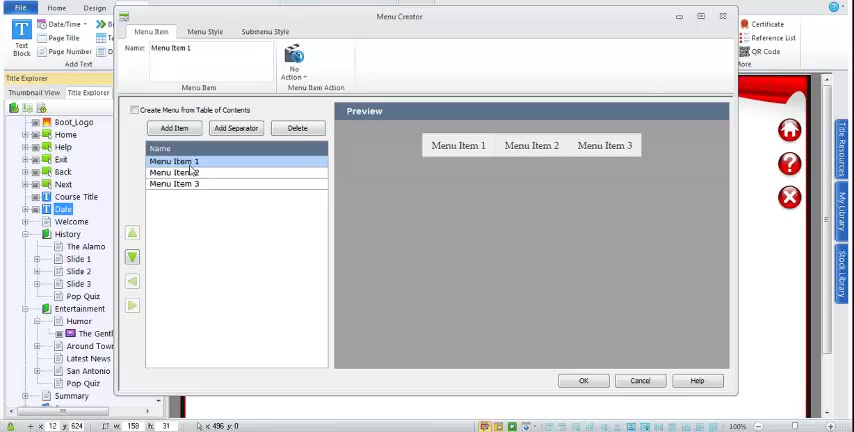 File
Home
Design
Menu Creator
Text
Block
Date/Time
Page Title
Page Number
Add Text
Menu Item
Menu Style
Submenu Style
Name:
Menu Item 1
No
Action
Menu Item
Menu Item Action
Certificate
Reference List
QR Code
More
Title Explorer
Thumbnail View
Title Explorer
Boot_Logo
Home
Help
Exit
Back
Next
Course Title
Date
Welcome
History
The Alamo
Slide 1
Slide 2
Slide 3
Pop Quiz
Entertainment
Humor
The Gentl
Around Town
Latest News
San Antonio
Pop Quiz
Summary
Create Menu from Table of Contents
Add Item
Add Separator
Delete
Name
Menu Item 1
Menu Item 2
Menu Item 3
Preview
Menu Item 1
Menu Item 2
Menu Item 3
OK
Cancel
Help
Title Resources
My Library
Stock Library
x: 12 y: 624
w: 158 h: 31
x: 496 y: 0
100%